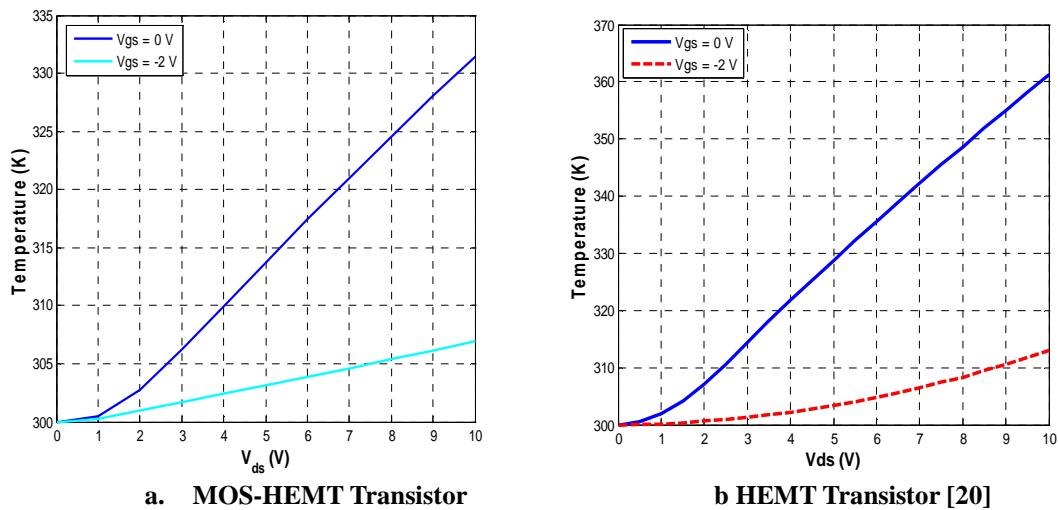 335
330
325
320
315
310
305
300
Temperature (K)
Vgs = 0 V
Vgs = -2 V
0 1 2 3 4 5 6 7 8 9 10
V_ds (V)
a. MOS-HEMT Transistor
370
360
350
340
330
320
310
300
Temperature (K)
Vgs = 0 V
Vgs = -2 V
0 1 2 3 4 5 6 7 8 9 10
Vds (V)
b HEMT Transistor [20]